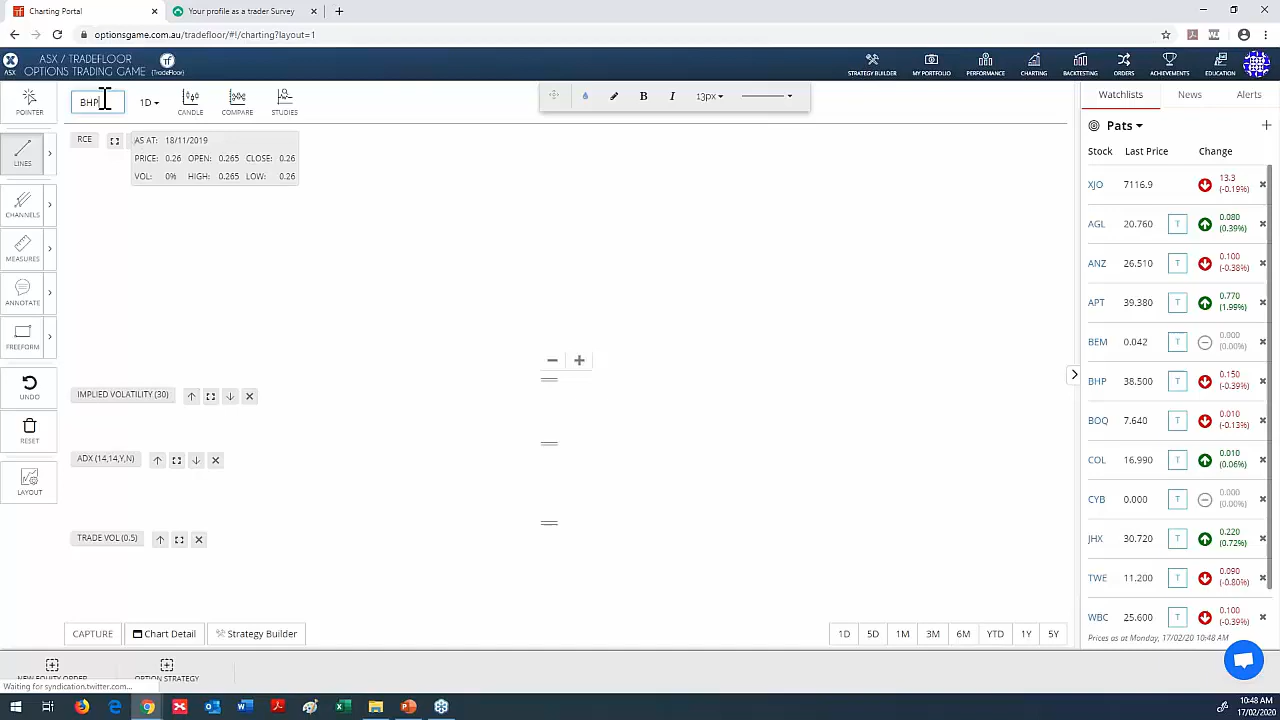 Charting Portal
Your profile as a trader Survey
optionsgame.com.au/tradefloor/#!/charting?layout=1
ASX
ASX / TRADEFLOOR
OPTIONS TRADING GAME
{TradeFloor}
STRATEGY BUILDER
MY PORTFOLIO
PERFORMANCE
CHARTING
BACKTESTING
ORDERS
ACHIEVEMENTS
EDUCATION
POINTER
BHP
1D
CANDLE
COMPARE
STUDIES
B I 13px
Watchlists News Alerts
LINES
CHANNELS
MEASURES
ANNOTATE
FREEFORM
UNDO
RESET
LAYOUT
RCE
AS AT: 18/11/2019
PRICE: 0.26 OPEN: 0.265 CLOSE: 0.26
VOL: 0% HIGH: 0.265 LOW: 0.26
IMPLIED VOLATILITY (30)
ADX (14,14,Y,N)
TRADE VOL (0.5)
CAPTURE Chart Detail Strategy Builder
1D 5D 1M 3M 6M YTD 1Y 5Y
Pats
Stock Last Price Change
XJO 7116.9 13.3 (-0.19%)
AGL 20.760 T 0.080 (0.39%)
ANZ 26.510 T 0.100 (-0.38%)
APT 39.380 T 0.770 (1.99%)
BEM 0.042 T 0.000 (0.00%)
BHP 38.500 T 0.150 (-0.39%)
BOQ 7.640 T 0.010 (-0.13%)
COL 16.990 T 0.010 (0.06%)
CYB 0.000 T 0.000 (0.00%)
JHX 30.720 T 0.220 (0.72%)
TWE 11.200 T 0.090 (-0.80%)
WBC 25.600 T 0.100 (-0.39%)
Prices as at Monday, 17/02/20 10:48 AM
NEW EQUITY ORDER OPTION STRATEGY
Waiting for syndication.twitter.com...
10:48 AM
17/02/2020